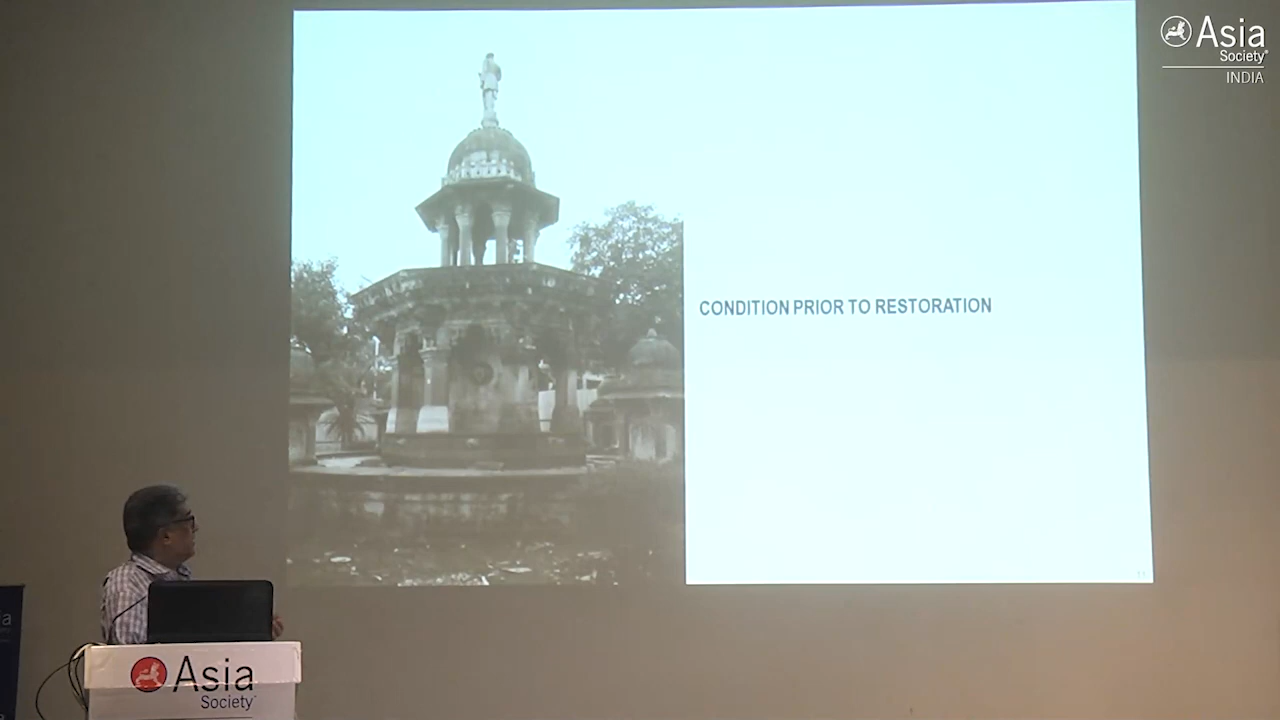 Asia
Society
INDIA
CONDITION PRIOR TO RESTORATION
Asia
Society